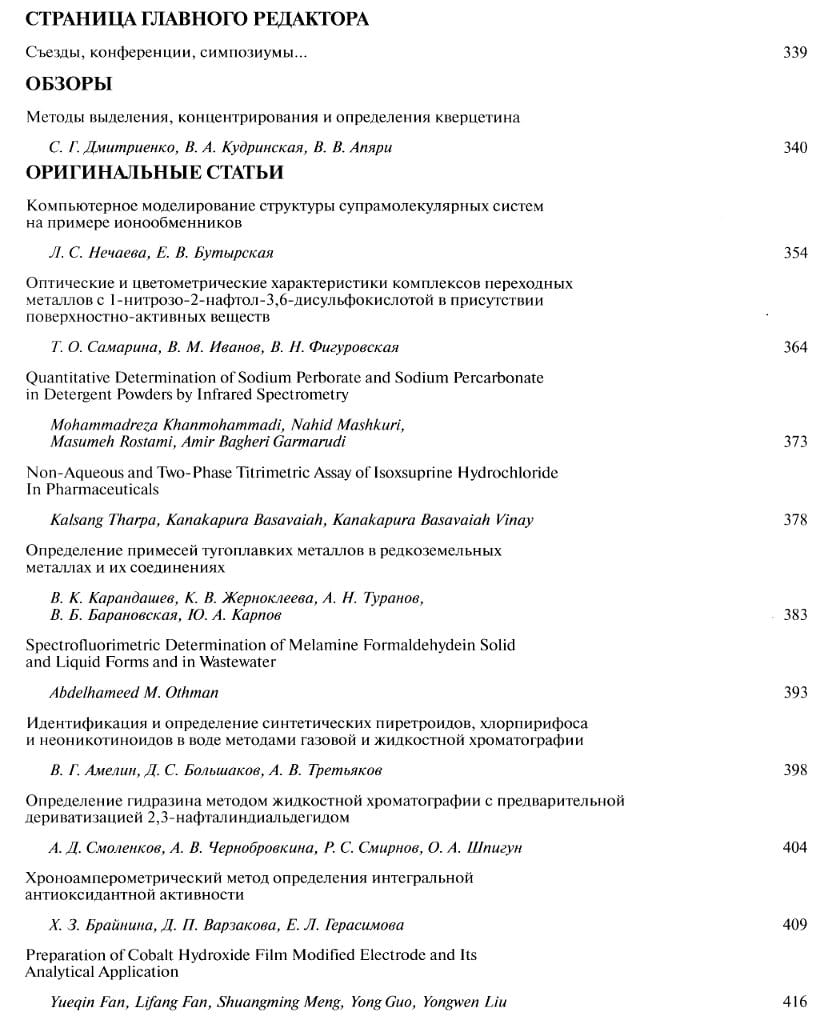 СТРАНИЦА ГЛАВНОГО РЕДАКТОРА
Съезды, конференции, симпозиумы... 339
ОБЗОРЫ
Методы выделения, концентрирования и определения кверцетина
С. Г. Дмитриенко, В. А. Кудринская, В. В. Апяри 340
ОРИГИНАЛЬНЫЕ СТАТЬИ
Компьютерное моделирование структуры супрамолекулярных систем
на примере ионообменников
Л. С. Нечаева, Е. В. Бутырская 354
Оптические и цветометрические характеристики комплексов переходных
металлов с 1-нитрозо-2-нафтол-3,6-дисульфокислотой в присутствии
поверхностно-активных веществ
Т. О. Самарина, В. М. Иванов, В. Н. Фигуровская 364
Quantitative Determination of Sodium Perborate and Sodium Percarbonate
in Detergent Powders by Infrared Spectrometry
Mohammadreza Khanmohammadi, Nahid Mashkuri,
Masumeh Rostami, Amir Bagheri Garmarudi 373
Non-Aqueous and Two-Phase Titrimetric Assay of Isoxsuprine Hydrochloride
In Pharmaceuticals
Kalsang Tharpa, Kanakapura Basavaiah, Kanakapura Basavaiah Vinay 378
Определение примесей тугоплавких металлов в редкоземельных
металлах и их соединениях
В. К. Карандашев, К. В. Жерноклеева, А. Н. Туранов,
В. Б. Барановская, Ю. А. Карпов 383
Spectrofluorimetric Determination of Melamine Formaldehydein Solid
and Liquid Forms and in Wastewater
Abdelhameed M. Othman 393
Идентификация и определение синтетических пиретроидов, хлорпирифоса
и неоникотиноидов в воде методами газовой и жидкостной хроматографии
В. Г. Амелин, Д. С. Большаков, А. В. Третьяков 398
Определение гидразина методом жидкостной хроматографии с предварительной
дериватизацией 2,3-нафталиндиальдегидом
А. Д. Смоленков, А. В. Чернобровкина, Р. С. Смирнов, О. А. Шпигун 404
Хроноамперометрический метод определения интегральной
антиоксидантной активности
Х. З. Брайнина, Д. П. Варзакова, Е. Л. Герасимова 409
Preparation of Cobalt Hydroxide Film Modified Electrode and Its
Analytical Application
Yueqin Fan, Lifang Fan, Shuangming Meng, Yong Guo, Yongwen Liu 416